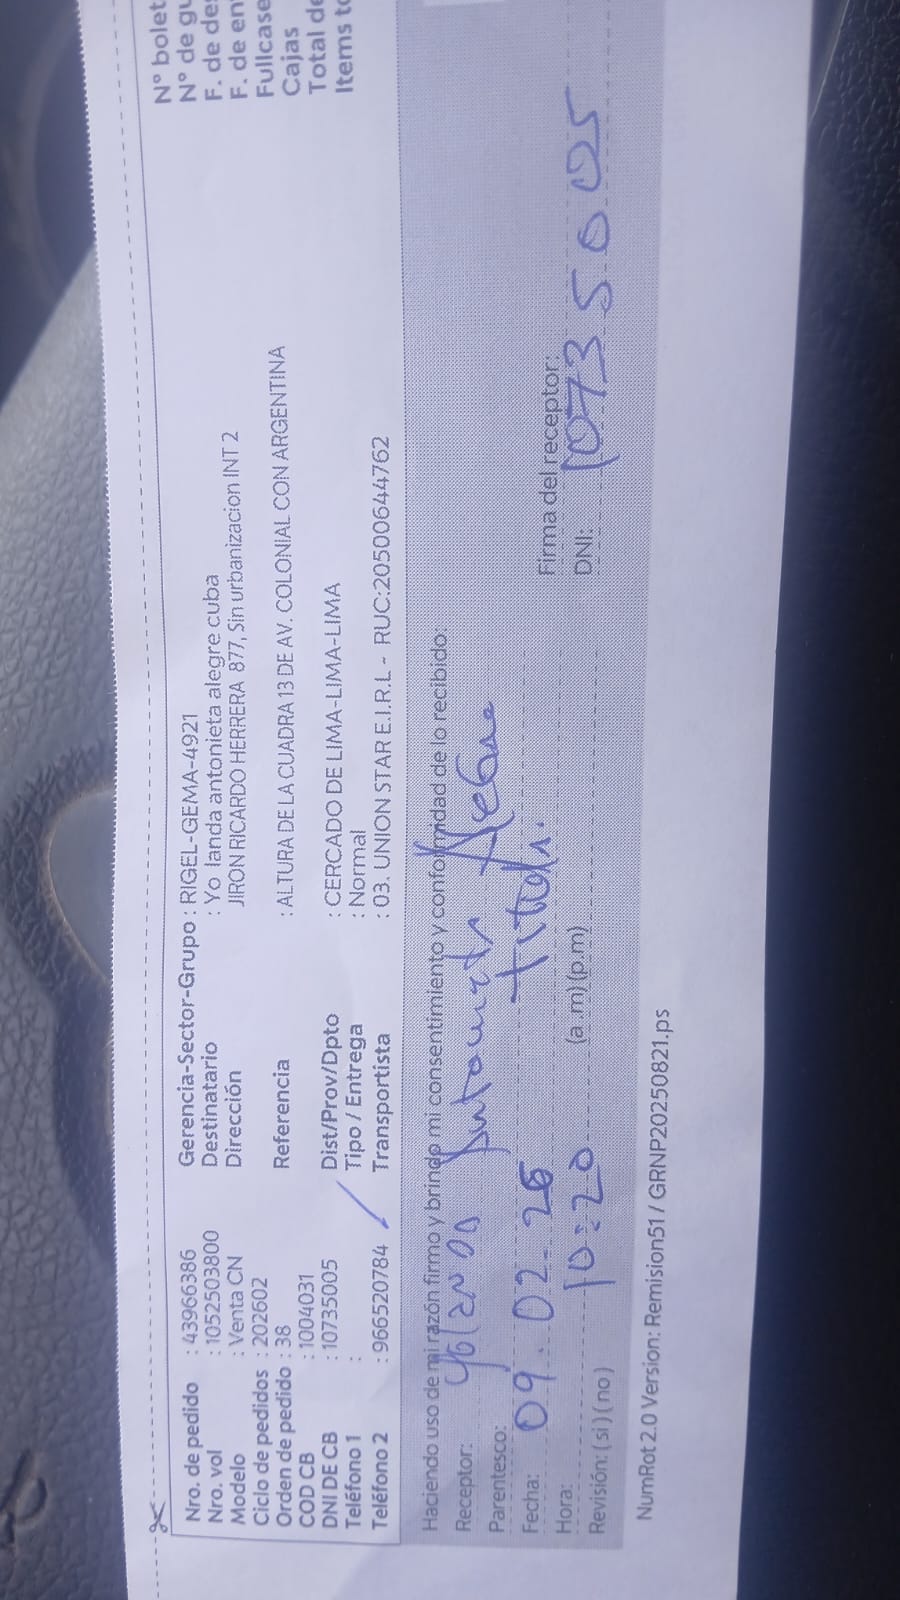 Nro. de pedido : 43966386
Nro. vol : 1052503800
Modelo : Venta CN
Ciclo de pedidos : 202602
Orden de pedido : 38
COD CB : 1004031
DNI DE CB : 10735005
Teléfono 1 :
Teléfono 2 : 966520784
Gerencia-Sector-Grupo : RIGEL-GEMA-4921
Destinatario : Yo landa antonieta alegre cuba
Dirección JIRON RICARDO HERRERA 877, Sin urbanizacion INT 2
Referencia : ALTURA DE LA CUADRA 13 DE AV. COLONIAL CON ARGENTINA
Dist/Prov/Dpto : CERCADO DE LIMA-LIMA-LIMA
Tipo / Entrega : Normal
Transportista : 03. UNION STAR E.I.R.L - RUC:20500644762
N° bolet
N° de gu
F. de de
F. de en
Fullcase
Cajas
Total de
Items to
Haciendo uso de mi razón firmo y brindo mi consentimiento y conformidad de lo recibido:
Receptor: Yolanda Antonieta Alegre
Parentesco: titular.
Fecha: 09.02.26
Firma del receptor:
Hora: 10:20 (a .m) (p.m)
DNI: 10735005
Revisión: ( si ) ( no )
NumRot 2.0 Version: Remision51 / GRNP20250821.ps